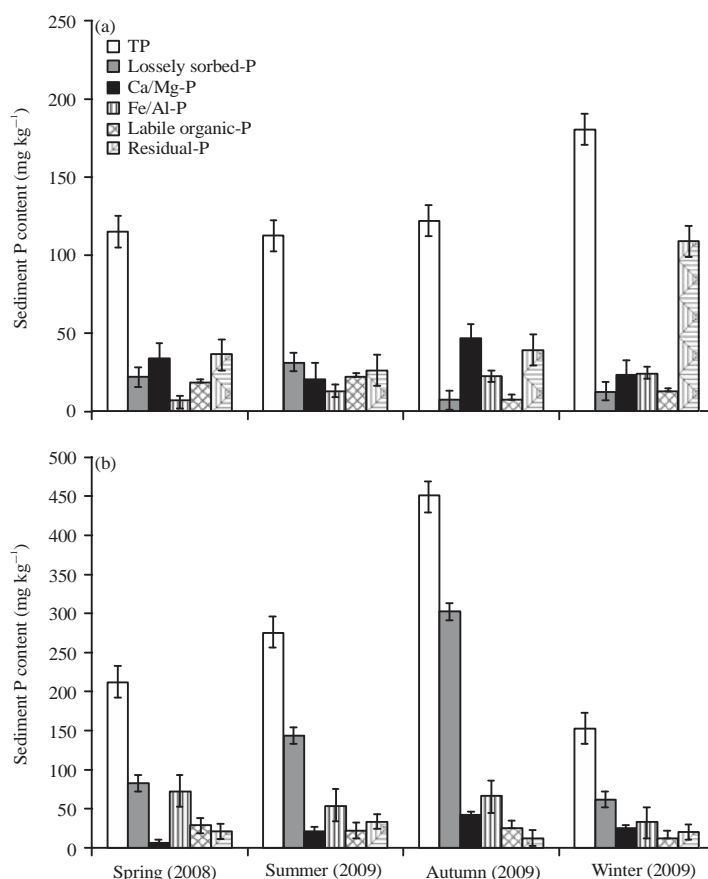 (a)
TP
Lossely sorbed-P
Ca/Mg-P
Fe/Al-P
Labile organic-P
Residual-P
250
200
150
100
50
0
Sediment P content (mg kg⁻¹)
(b)
500
450
400
350
300
250
200
150
100
50
0
Sediment P content (mg kg⁻¹)
Spring (2008) Summer (2009) Autumn (2009) Winter (2009)